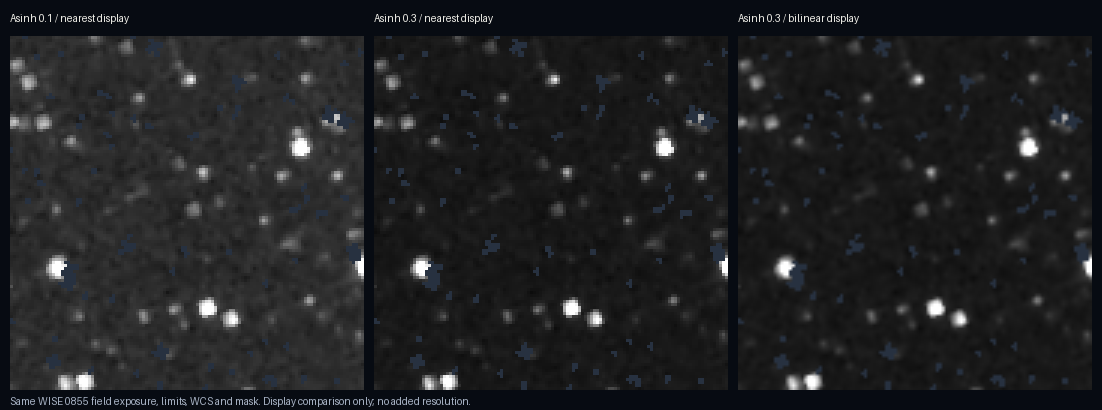 Asinh 0.1 / nearest display
Asinh 0.3 / nearest display
Asinh 0.3 / bilinear display
Same WISE 0855 field exposure, limits, WCS and mask. Display comparison only; no added resolution.